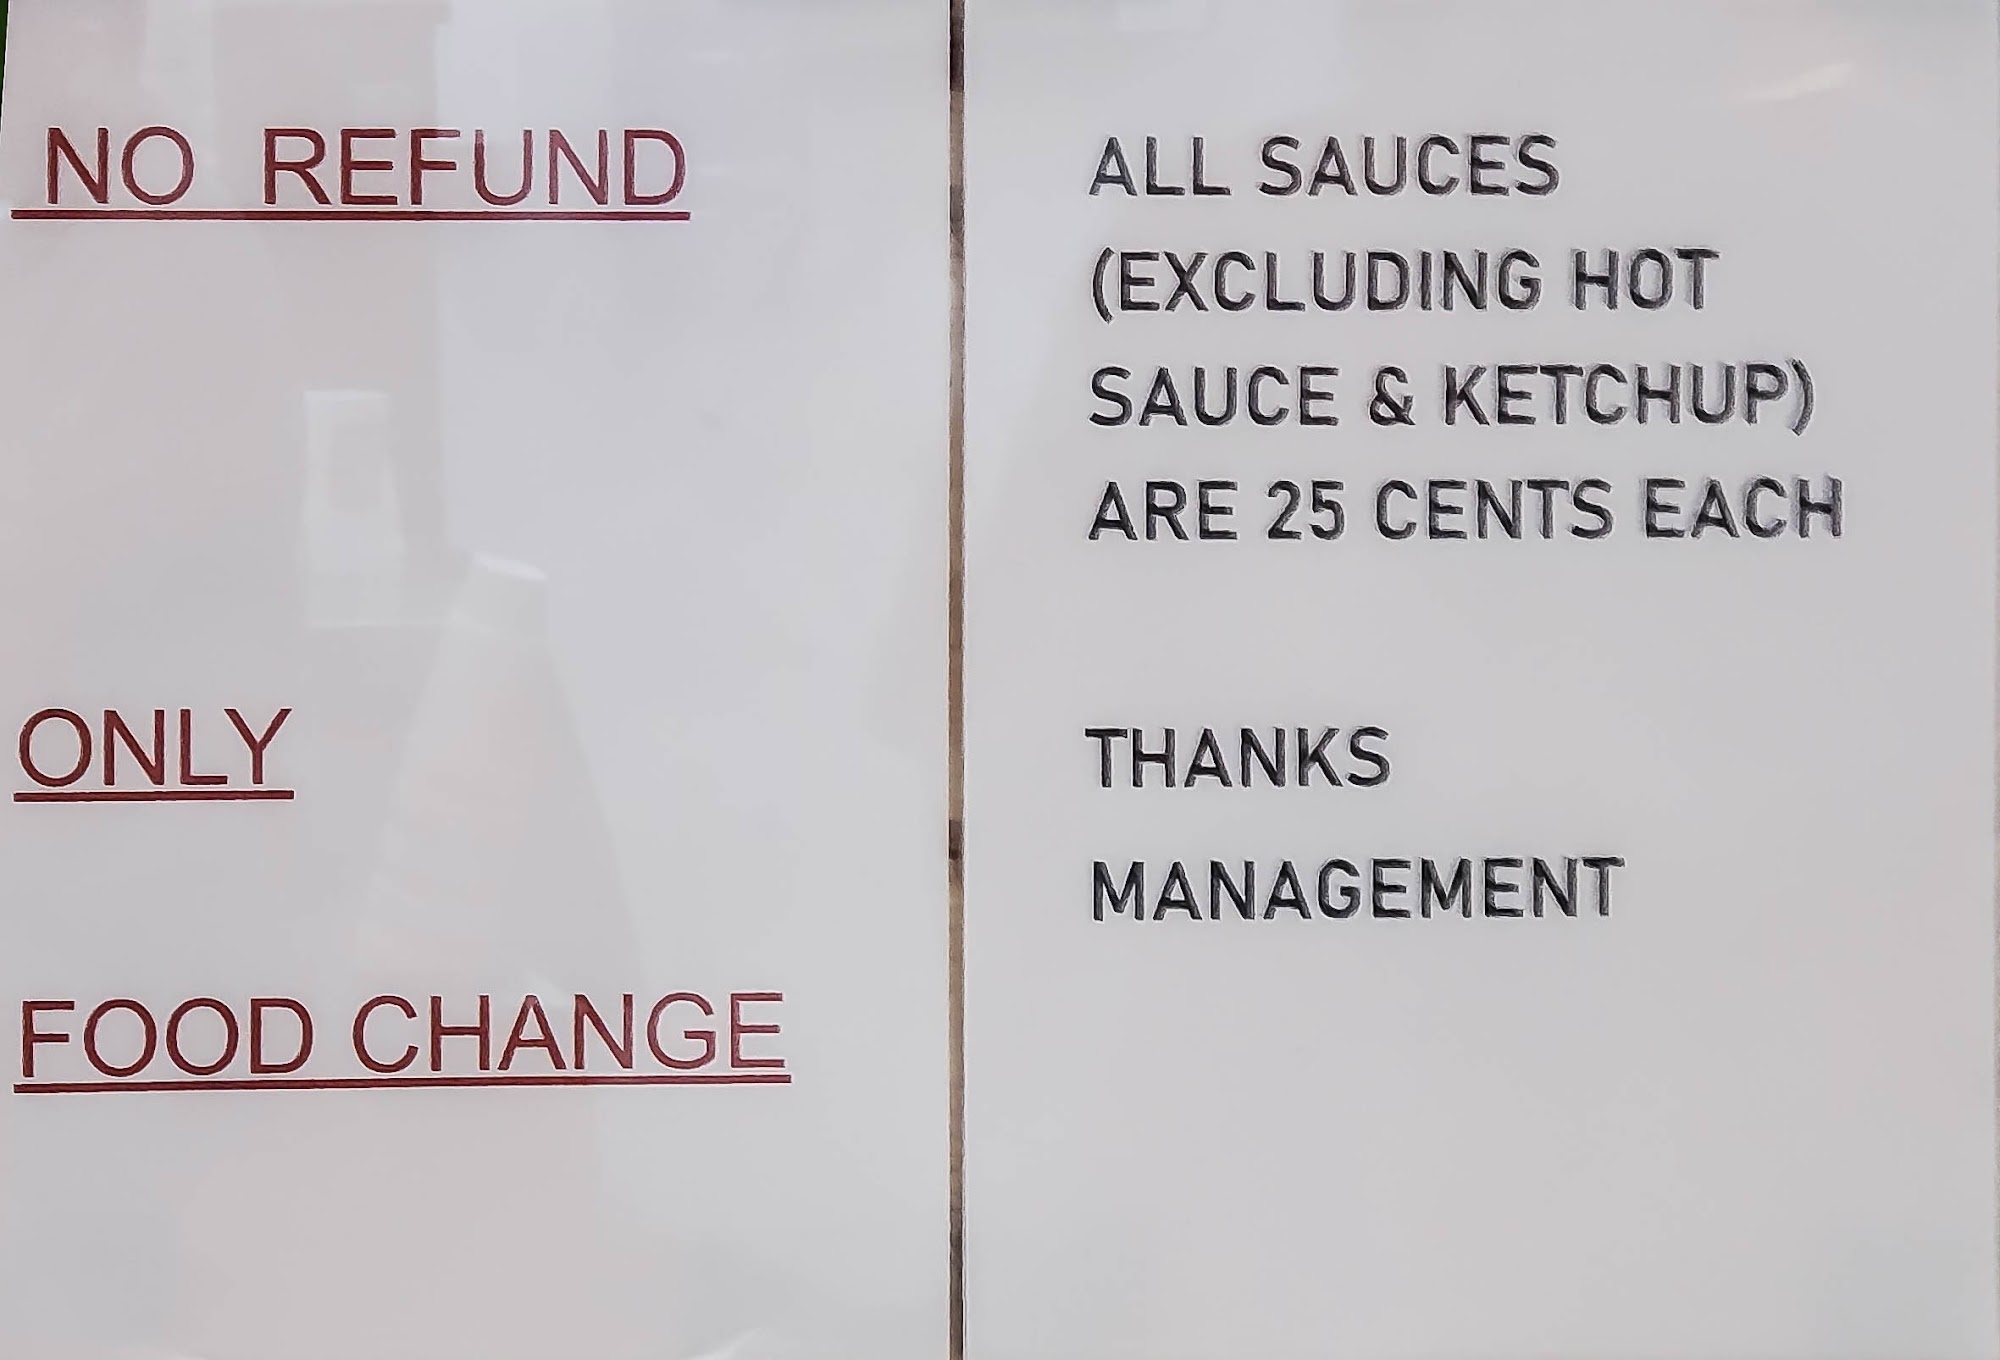 NO REFUND
ONLY
FOOD CHANGE
ALL SAUCES
(EXCLUDING HOT
SAUCE & KETCHUP)
ARE 25 CENTS EACH
THANKS
MANAGEMENT